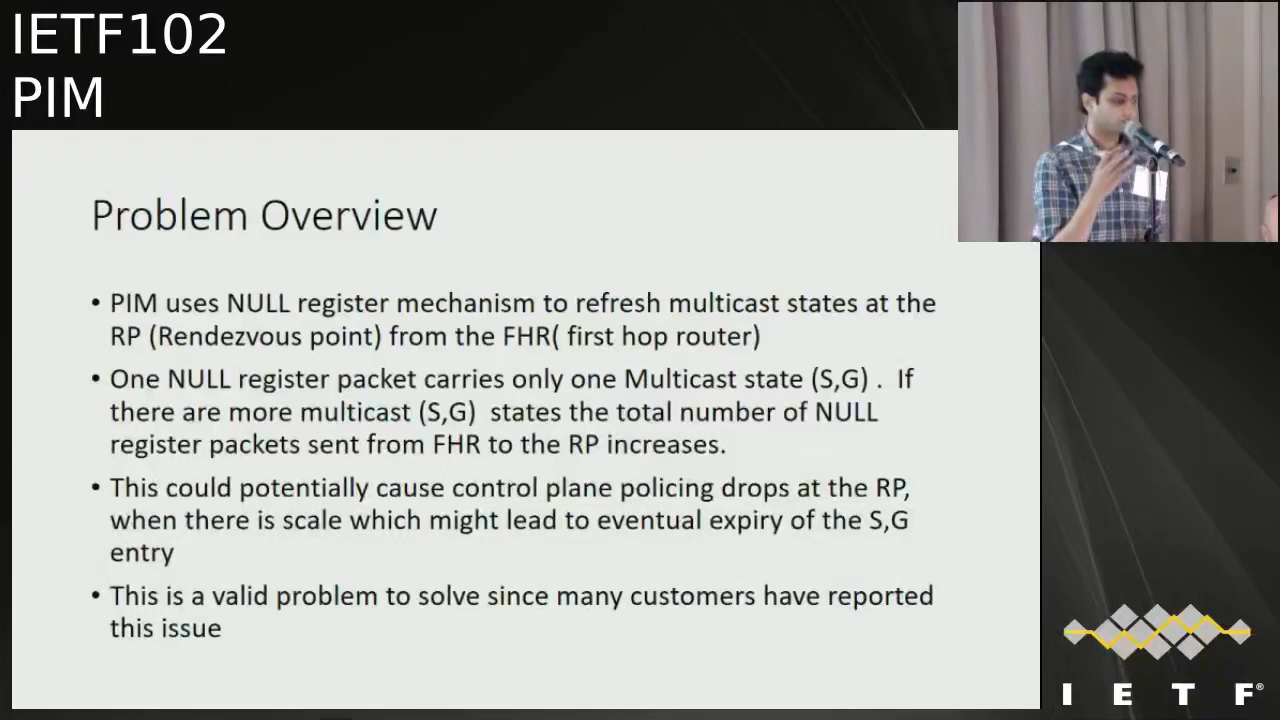 IETF102
PIM
Problem Overview
• PIM uses NULL register mechanism to refresh multicast states at the
RP (Rendezvous point) from the FHR( first hop router)
• One NULL register packet carries only one Multicast state (S,G) .  If
there are more multicast (S,G)  states the total number of NULL
register packets sent from FHR to the RP increases.
• This could potentially cause control plane policing drops at the RP,
when there is scale which might lead to eventual expiry of the S,G
entry
• This is a valid problem to solve since many customers have reported
this issue
I E T F®